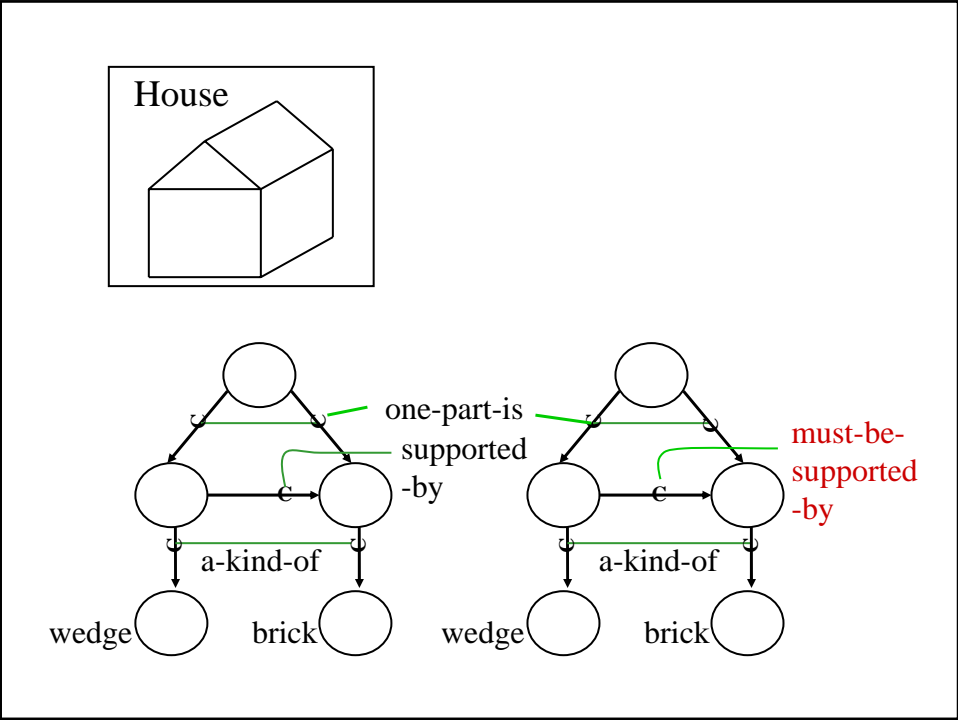 House
one-part-is
supported
-by
must-be-
supported
-by
C
C
C
C
C
C
a-kind-of
a-kind-of
C
C
C
C
wedge
brick
wedge
brick